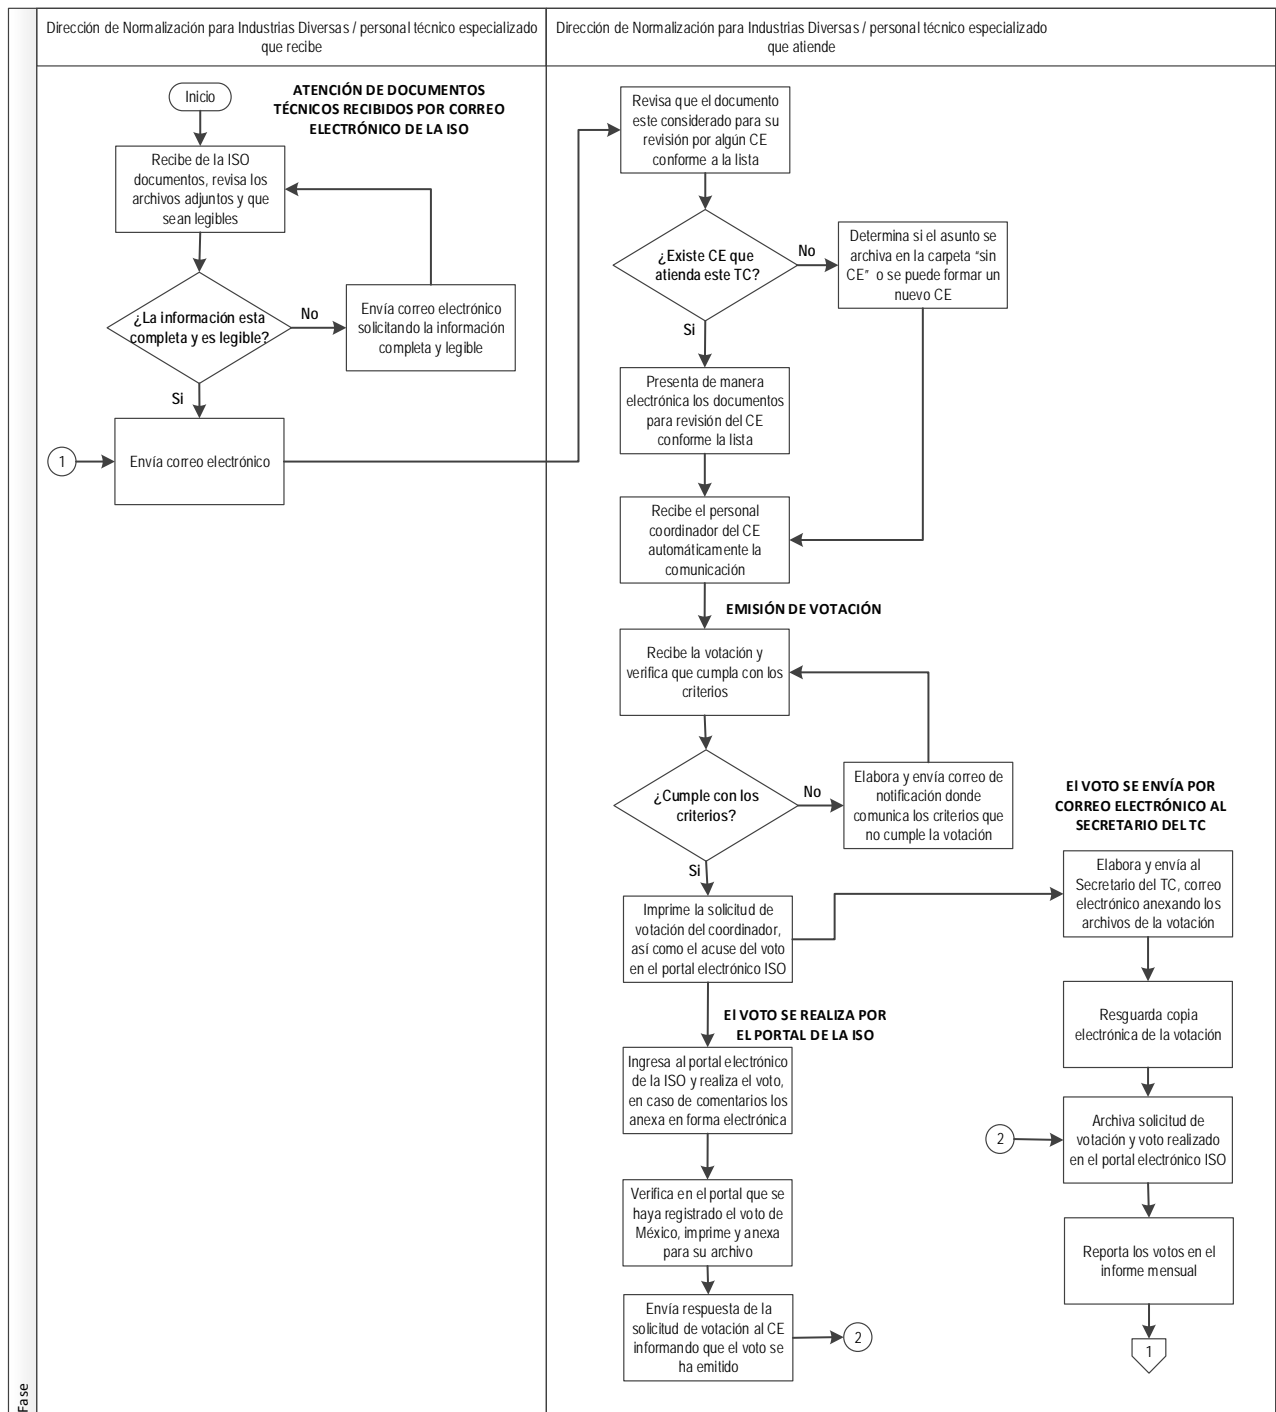 Dirección de Normalización para Industrias Diversas / personal técnico especializado
que recibe
Dirección de Normalización para Industrias Diversas / personal técnico especializado
que atiende
Inicio
ATENCIÓN DE DOCUMENTOS
TÉCNICOS RECIBIDOS POR CORREO
ELECTRÓNICO DE LA ISO
Recibe de la ISO
documentos, revisa los
archivos adjuntos y que
sean legibles
¿La información esta
completa y es legible?
No
Envía correo electrónico
solicitando la información
completa y legible
Si
1
Envía correo electrónico
Revisa que el documento
este considerado para su
revisión por algún CE
conforme a la lista
¿Existe CE que
atienda este TC?
No
Determina si el asunto se
archiva en la carpeta “sin
CE” o se puede formar un
nuevo CE
Si
Presenta de manera
electrónica los documentos
para revisión del CE
conforme la lista
Recibe el personal
coordinador del CE
automáticamente la
comunicación
EMISIÓN DE VOTACIÓN
Recibe la votación y
verifica que cumpla con los
criterios
¿Cumple con los
criterios?
No
Elabora y envía correo de
notificación donde
comunica los criterios que
no cumple la votación
Si
Imprime la solicitud de
votación del coordinador,
así como el acuse del voto
en el portal electrónico ISO
El VOTO SE REALIZA POR
EL PORTAL DE LA ISO
Ingresa al portal electrónico
de la ISO y realiza el voto,
en caso de comentarios los
anexa en forma electrónica
Verifica en el portal que se
haya registrado el voto de
México, imprime y anexa
para su archivo
Envía respuesta de la
solicitud de votación al CE
informando que el voto se
ha emitido
2
El VOTO SE ENVÍA POR
CORREO ELECTRÓNICO AL
SECRETARIO DEL TC
Elabora y envía al
Secretario del TC, correo
electrónico anexando los
archivos de la votación
Resguarda copia
electrónica de la votación
2
Archiva solicitud de
votación y voto realizado
en el portal electrónico ISO
Reporta los votos en el
informe mensual
1
Fase